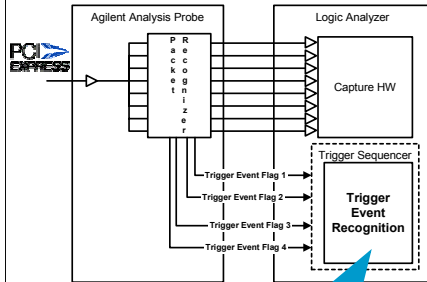 Agilent Analysis Probe
Logic Analyzer
PCI
EXPRESS
Packet
Recognizer
Capture HW
Trigger Sequencer
Trigger
Event
Recognition
Trigger Event Flag 1
Trigger Event Flag 2
Trigger Event Flag 3
Trigger Event Flag 4